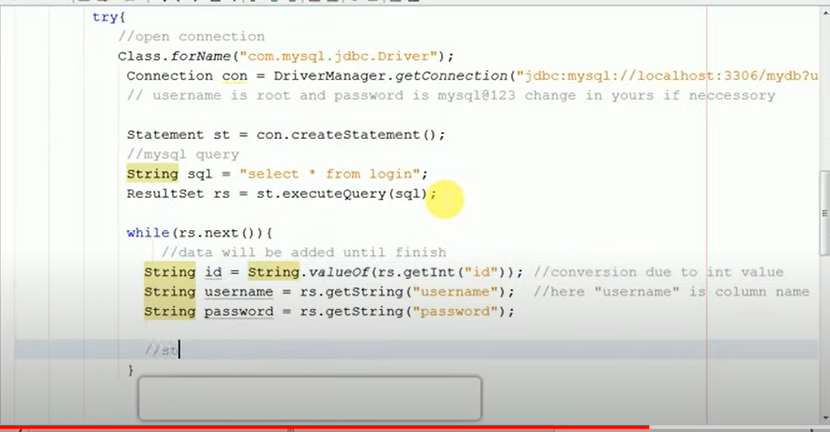 try{
//open connection
Class.forName("com.mysql.jdbc.Driver");
Connection con = DriverManager.getConnection("jdbc:mysql://localhost:3306/mydb?u
// username is root and password is mysql@123 change in yours if neccessory
Statement st = con.createStatement();
//mysql query
String sql = "select * from login";
ResultSet rs = st.executeQuery(sql);
while(rs.next()){
//data will be added until finish
String id = String.valueOf(rs.getInt("id")); //conversion due to int value
String username = rs.getString("username"); //here "username" is column name
String password = rs.getString("password");
//st
}